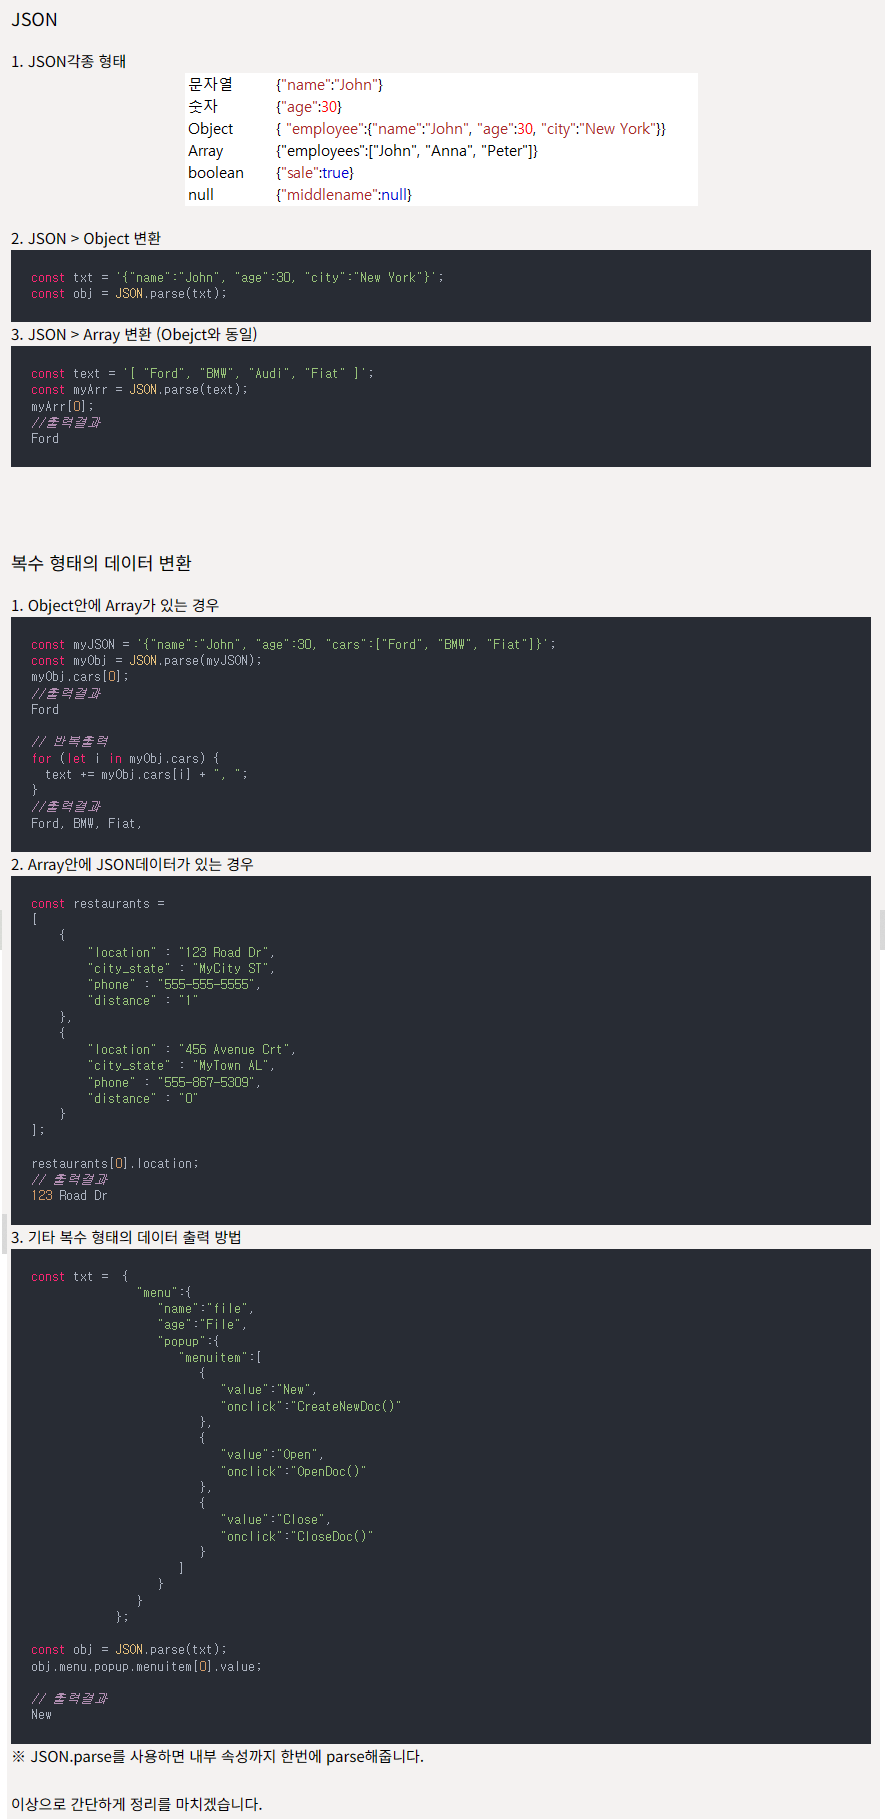 JSON
1. JSON각종 형태
문자열 {"name":"John"}
숫자 {"age":30}
Object { "employee":{"name":"John", "age":30, "city":"New York"}}
Array {"employees":["John", "Anna", "Peter"]}
boolean {"sale":true}
null {"middlename":null}
2. JSON > Object 변환
const txt = '{"name":"John", "age":30, "city":"New York"}';
const obj = JSON.parse(txt);
3. JSON > Array 변환 (Obejct와 동일)
const text = '[ "Ford", "BMW", "Audi", "Fiat" ]';
const myArr = JSON.parse(text);
myArr[0];
//출력결과
Ford
복수 형태의 데이터 변환
1. Object안에 Array가 있는 경우
const myJSON = '{"name":"John", "age":30, "cars":["Ford", "BMW", "Fiat"]}';
const myObj = JSON.parse(myJSON);
myObj.cars[0];
//출력결과
Ford
// 반복출력
for (let i in myObj.cars) {
  text += myObj.cars[i] + ", ";
}
//출력결과
Ford, BMW, Fiat,
2. Array안에 JSON데이터가 있는 경우
const restaurants =
[
    {
        "location" : "123 Road Dr",
        "city_state" : "MyCity ST",
        "phone" : "555-555-5555",
        "distance" : "1"
    },
    {
        "location" : "456 Avenue Crt",
        "city_state" : "MyTown AL",
        "phone" : "555-867-5309",
        "distance" : "0"
    }
];
restaurants[0].location;
// 출력결과
123 Road Dr
3. 기타 복수 형태의 데이터 출력 방법
const txt =  {
               "menu":{
                  "name":"file",
                  "age":"File",
                  "popup":{
                     "menuitem":[
                        {
                           "value":"New",
                           "onclick":"CreateNewDoc()"
                        },
                        {
                           "value":"Open",
                           "onclick":"OpenDoc()"
                        },
                        {
                           "value":"Close",
                           "onclick":"CloseDoc()"
                        }
                     ]
                  }
               }
            };
const obj = JSON.parse(txt);
obj.menu.popup.menuitem[0].value;
// 출력결과
New
※ JSON.parse를 사용하면 내부 속성까지 한번에 parse해줍니다.
이상으로 간단하게 정리를 마치겠습니다.